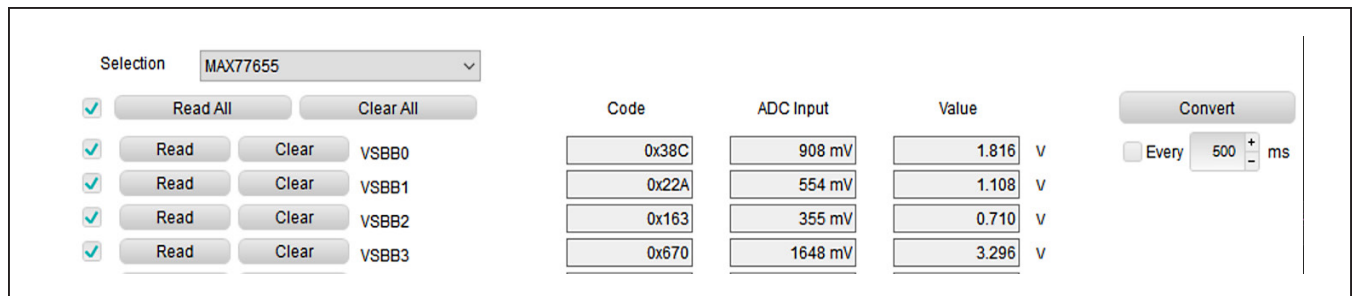 Selection MAX77655
Read All Clear All Code ADC Input Value Convert
Read Clear VSBB0 0x38C 908 mV 1.816 V Every 500 + - ms
Read Clear VSBB1 0x22A 554 mV 1.108 V
Read Clear VSBB2 0x163 355 mV 0.710 V
Read Clear VSBB3 0x670 1648 mV 3.296 V